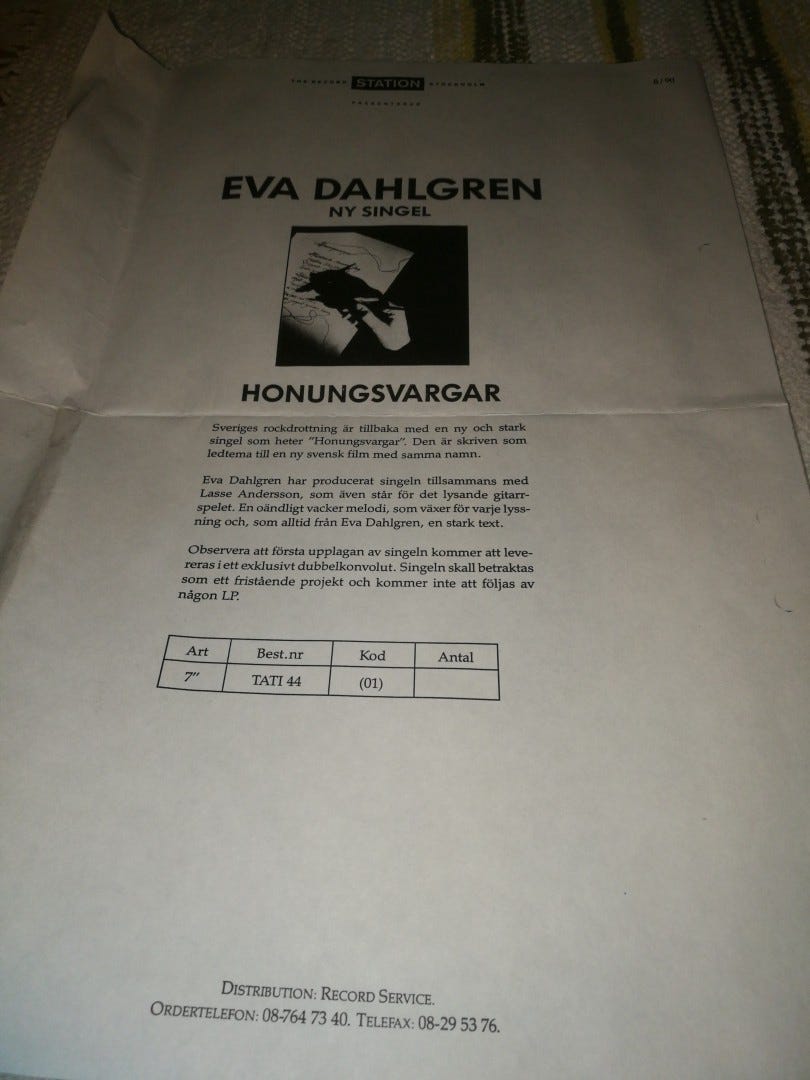 THE RECORD STATION STOCKHOLM
PRESENTERAR
6/90
EVA DAHLGREN
NY SINGEL
HONUNGSVARGAR
Sveriges rockdrottning är tillbaka med en ny och stark
singel som heter "Honungsvargar". Den är skriven som
ledtema till en ny svensk film med samma namn.
Eva Dahlgren har producerat singeln tillsammans med
Lasse Andersson, som även står för det lysande gitarr-
spelet. En oändligt vacker melodi, som växer för varje lyss-
ning och, som alltid från Eva Dahlgren, en stark text.
Observera att första upplagan av singeln kommer att leve-
reras i ett exklusivt dubbelkonvolut. Singeln skall betraktas
som ett fristående projekt och kommer inte att följas av
någon LP.
Art Best.nr Kod Antal
7" TATI 44 (01)
DISTRIBUTION: RECORD SERVICE.
ORDERTELEFON: 08-764 73 40. TELEFAX: 08-29 53 76.